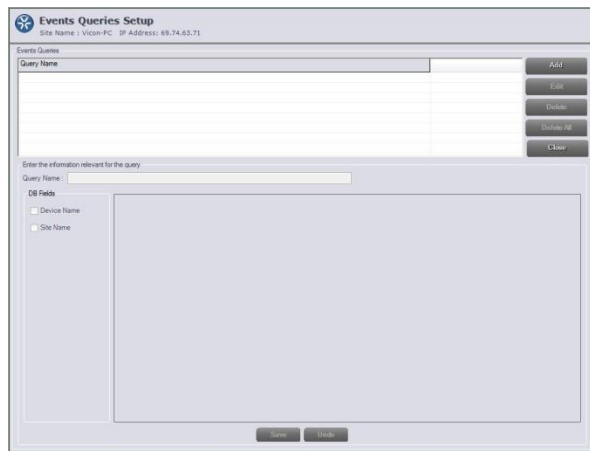 Events Queries Setup
Site Name : Vicon-PC IP Address: 69.74.63.71
Events Queries
Query Name
Add
Edit
Delete
Delete All
Close
Enter the information relevant for the query
Query Name :
DB Fields
Device Name
Site Name
Save
Undo